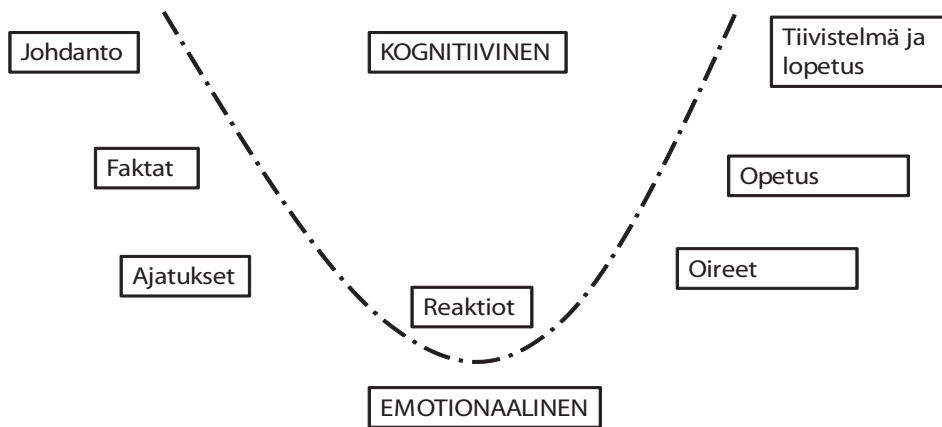 Johdanto
KOGNITIIVINEN
Tiivistelmä ja
lopetus
Faktat
Opetus
Ajatukset
Oireet
Reaktiot
EMOTIONAALINEN